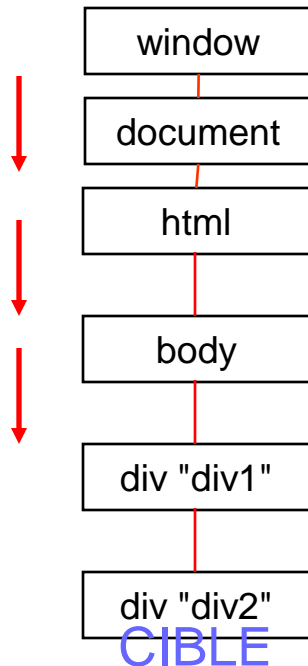 window
document
html
body
div "div1"
div "div2"
CIBLE